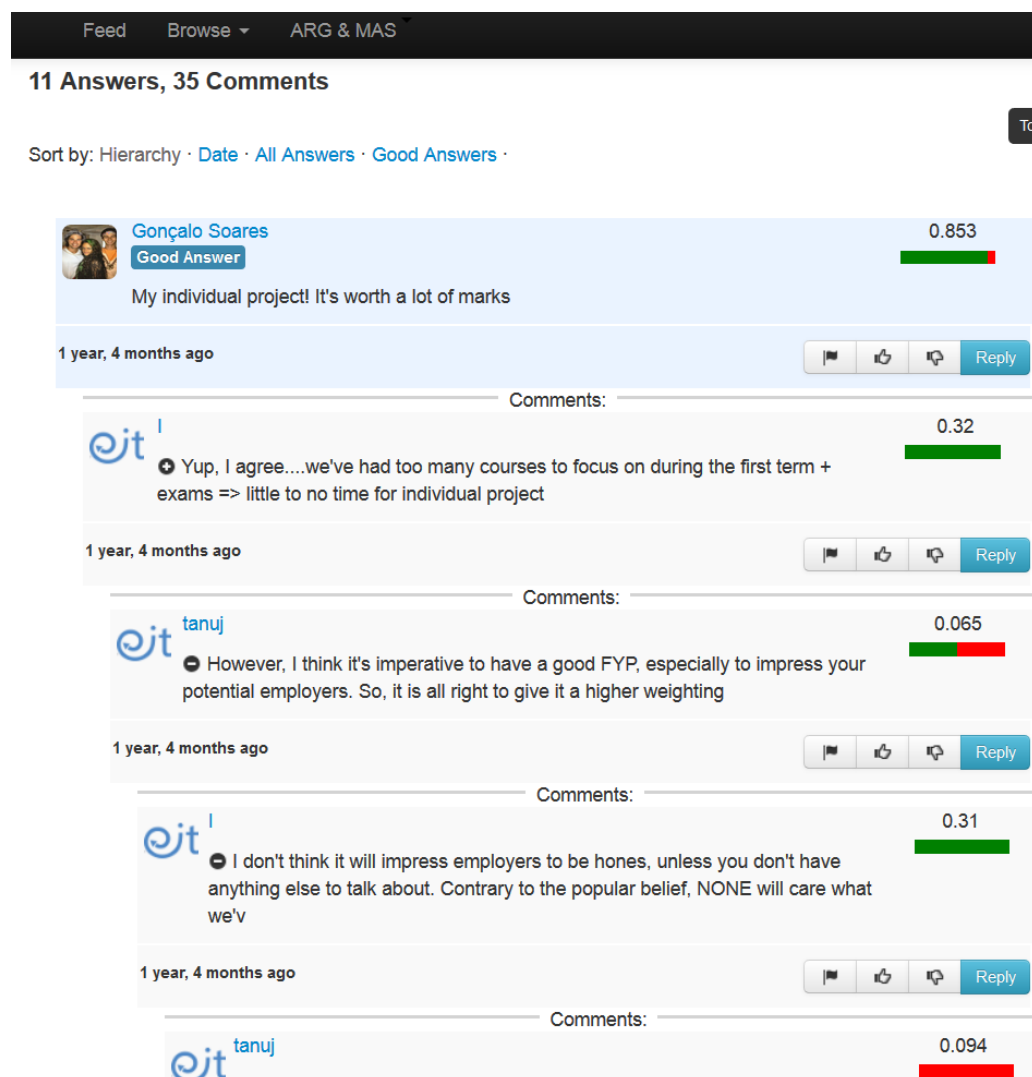 Feed Browse ARG & MAS
11 Answers, 35 Comments
To
Sort by: Hierarchy · Date · All Answers · Good Answers ·
Gonçalo Soares 0.853
Good Answer
My individual project! It's worth a lot of marks
1 year, 4 months ago Reply
Comments:
I 0.32
Yup, I agree....we've had too many courses to focus on during the first term +
exams => little to no time for individual project
1 year, 4 months ago Reply
Comments:
tanuj 0.065
However, I think it's imperative to have a good FYP, especially to impress your
potential employers. So, it is all right to give it a higher weighting
1 year, 4 months ago Reply
Comments:
I 0.31
I don't think it will impress employers to be hones, unless you don't have
anything else to talk about. Contrary to the popular belief, NONE will care what
we'v
1 year, 4 months ago Reply
Comments:
tanuj 0.094